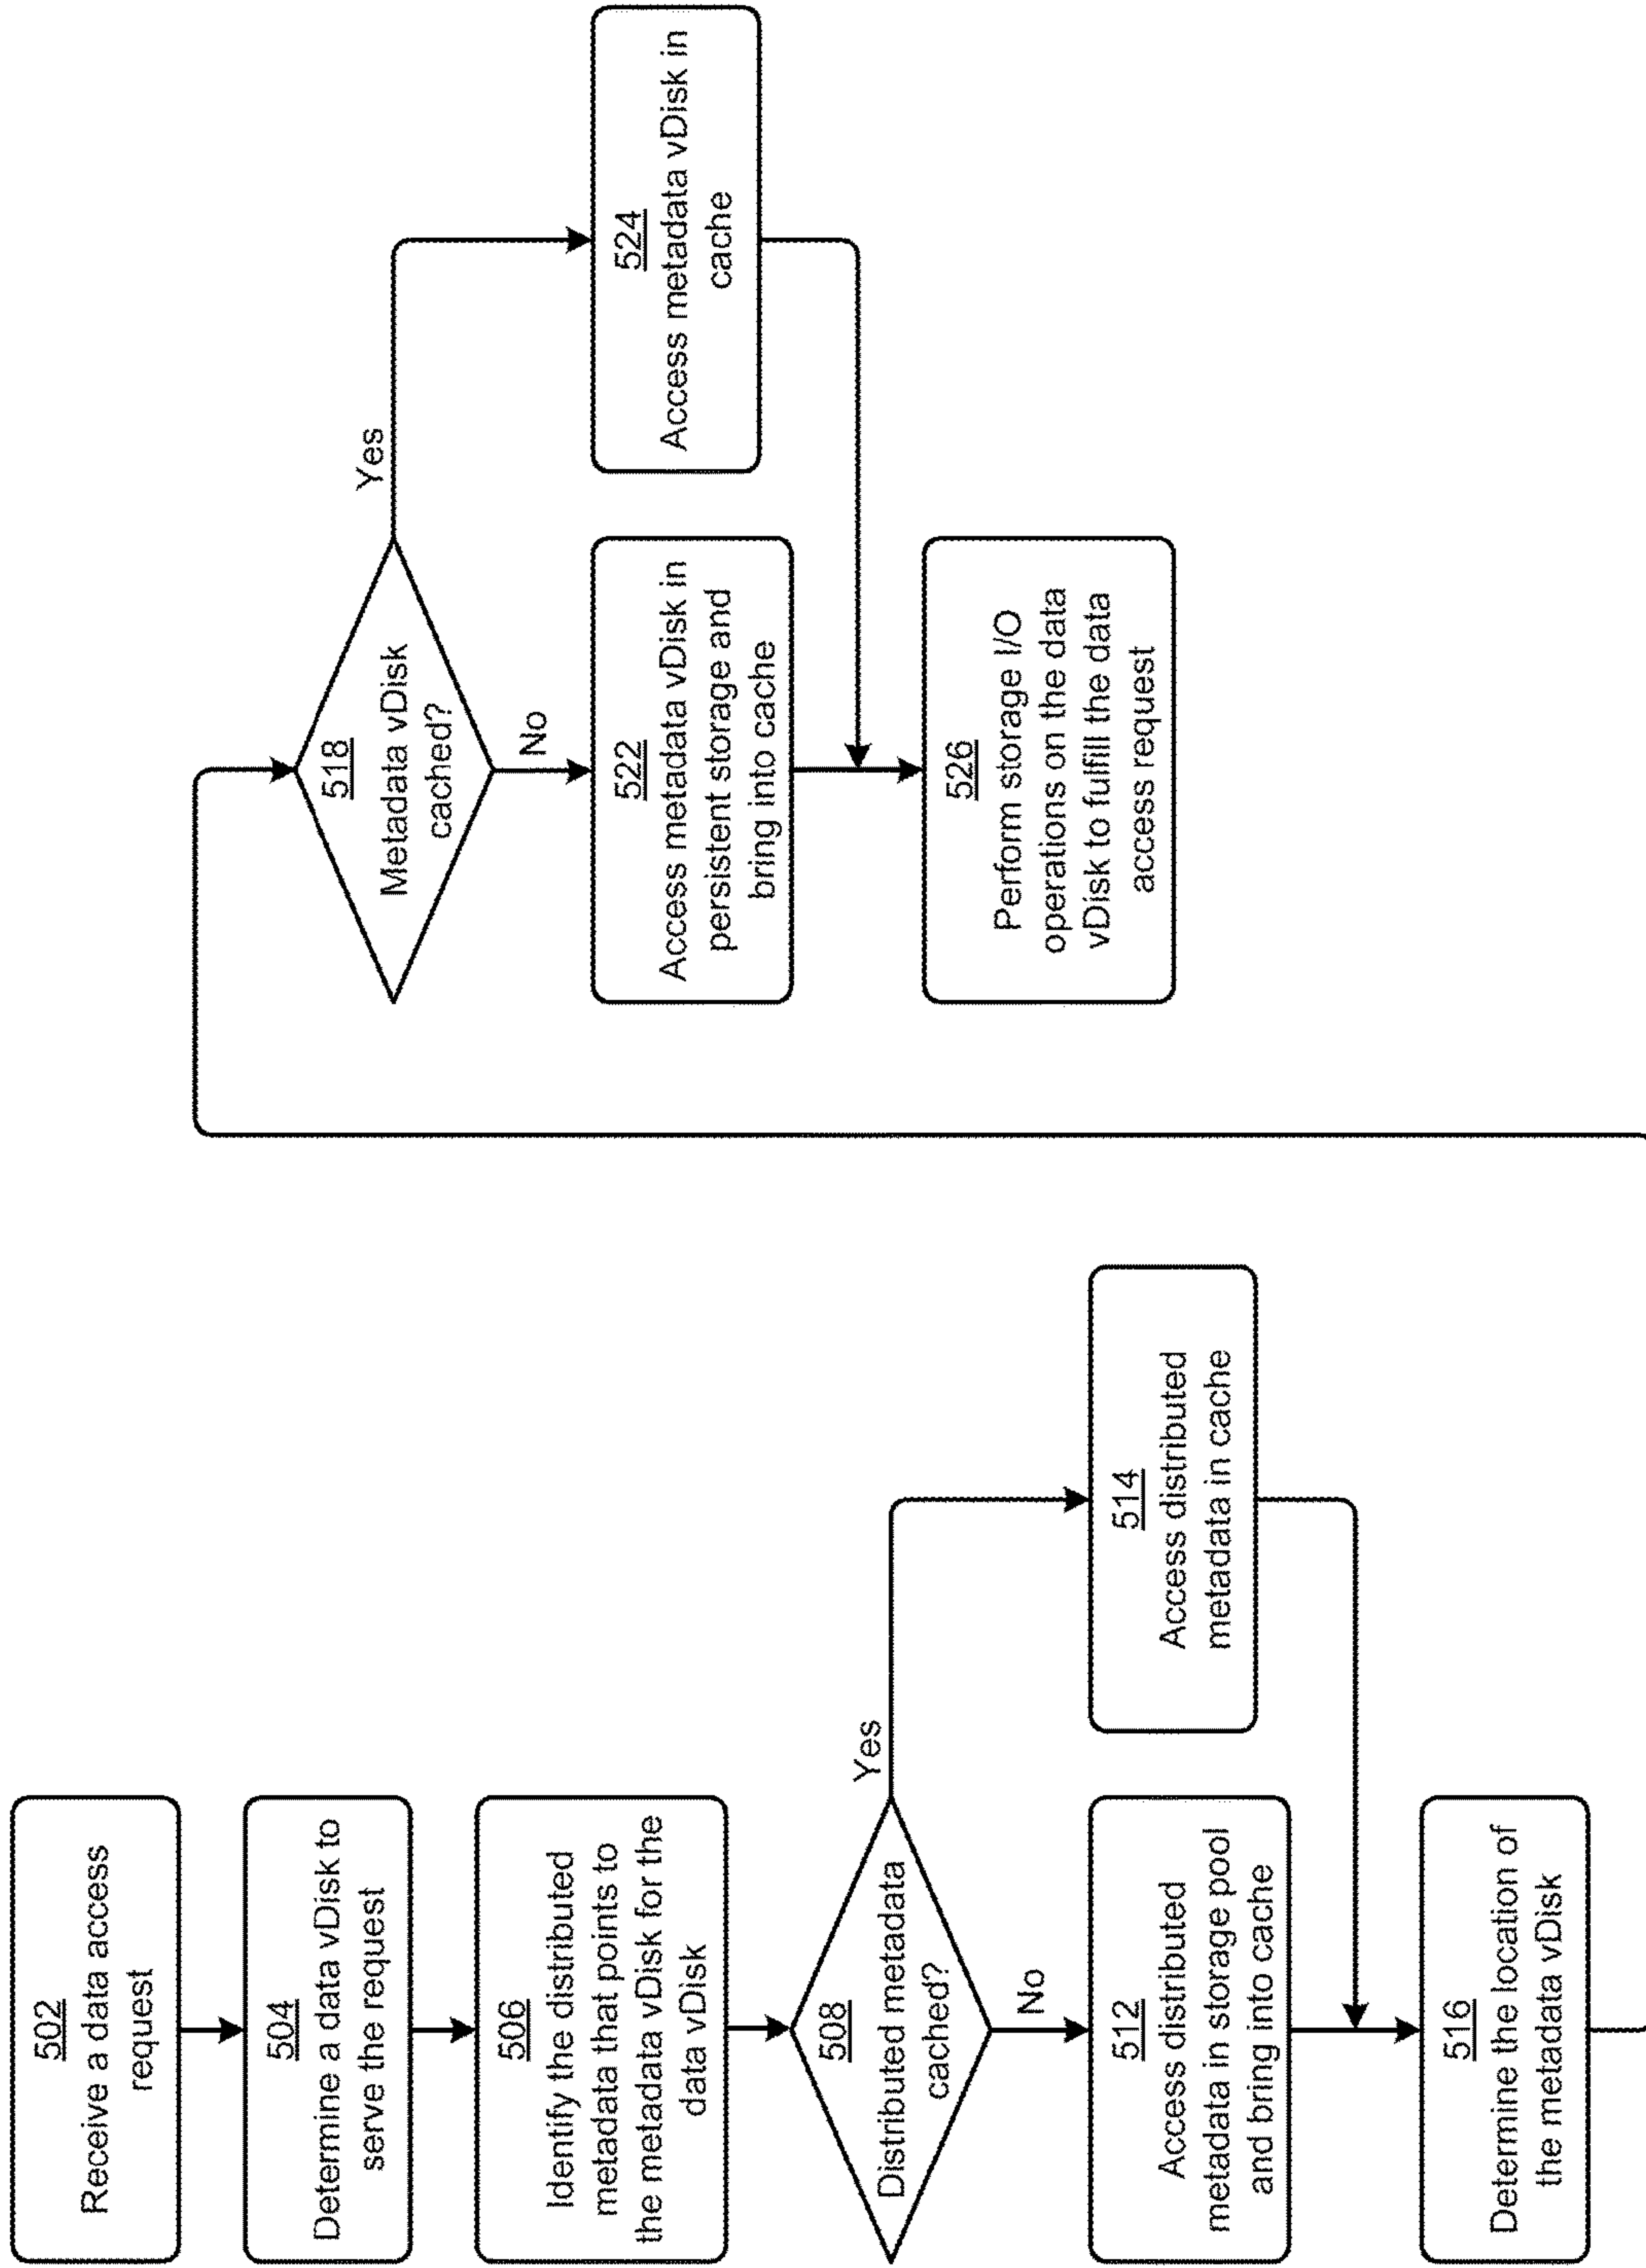 502
Receive a data access
request
504
Determine a data vDisk to
serve the request
506
Identify the distributed
metadata that points to
the metadata vDisk for the
data vDisk
508
Distributed metadata
cached?
Yes
No
512
Access distributed
metadata in storage pool
and bring into cache
514
Access distributed
metadata in cache
516
Determine the location of
the metadata vDisk
518
Metadata vDisk
cached?
Yes
No
522
Access metadata vDisk in
persistent storage and
bring into cache
524
Access metadata vDisk in
cache
526
Perform storage I/O
operations on the data
vDisk to fulfill the data
access request